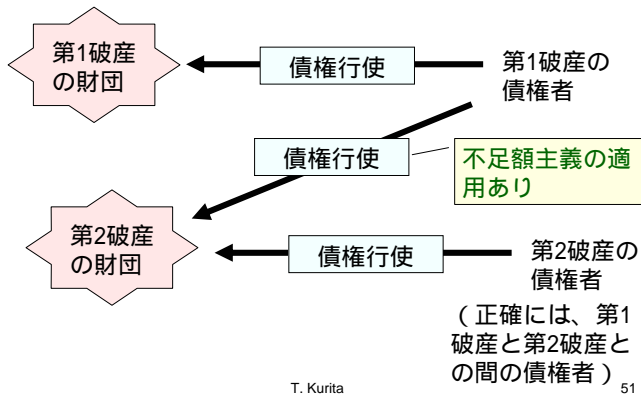 第1破産
の財団
債権行使
第1破産の
債権者
債権行使
不足額主義の適
用あり
第2破産
の財団
債権行使
第2破産の
債権者
(正確には、第1
破産と第2破産と
の間の債権者)
T. Kurita
51